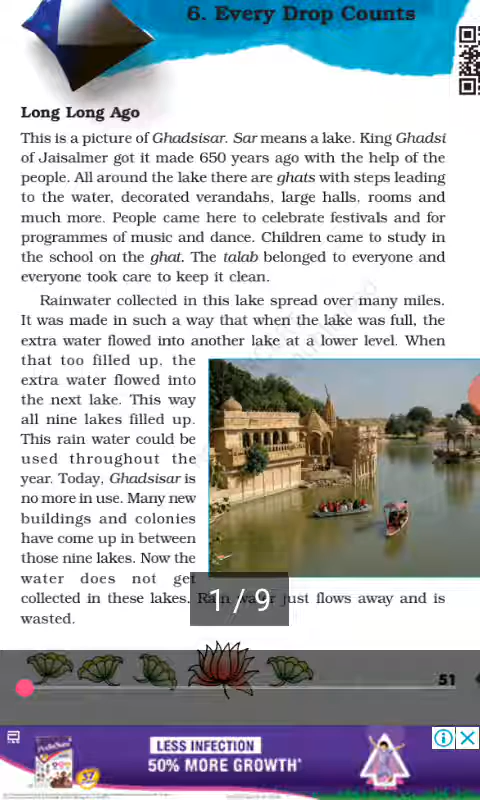 6. Every Drop Counts
Long Long Ago
This is a picture of Ghadsisar. Sar means a lake. King Ghadsi
of Jaisalmer got it made 650 years ago with the help of the
people. All around the lake there are ghats with steps leading
to the water, decorated verandahs, large halls, rooms and
much more. People came here to celebrate festivals and for
programmes of music and dance. Children came to study in
the school on the ghat. The talab belonged to everyone and
everyone took care to keep it clean.
Rainwater collected in this lake spread over many miles.
It was made in such a way that when the lake was full, the
extra water flowed into another lake at a lower level. When
that too filled up, the
extra water flowed into
the next lake. This way
all nine lakes filled up.
This rain water could be
used throughout the
year. Today, Ghadsisar is
no more in use. Many new
buildings and colonies
have come up in between
those nine lakes. Now the
water does not get
collected in these lakes. Rain water just flows away and is
wasted.
1 / 9
51
LESS INFECTION
50% MORE GROWTH*